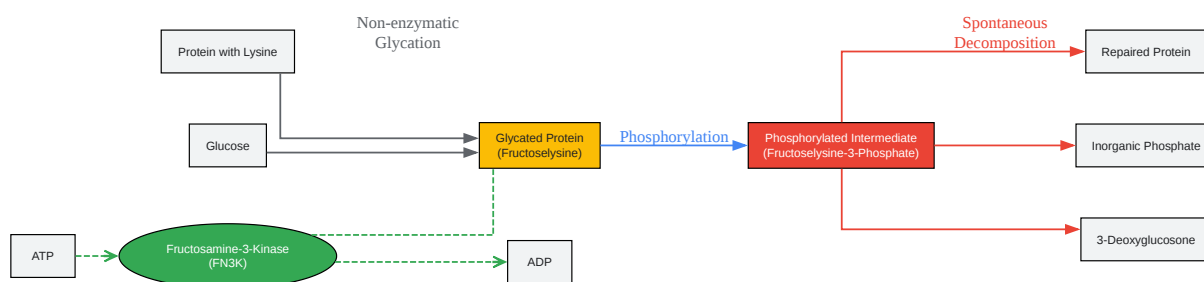 Non-enzymatic
Glycation
Spontaneous
Decomposition
Protein with Lysine
Repaired Protein
Glucose
Glycated Protein
(Fructoselysine)
Phosphorylation
Phosphorylated Intermediate
(Fructoselysine-3-Phosphate)
Inorganic Phosphate
ATP
Fructosamine-3-Kinase
(FN3K)
ADP
3-Deoxyglucosone